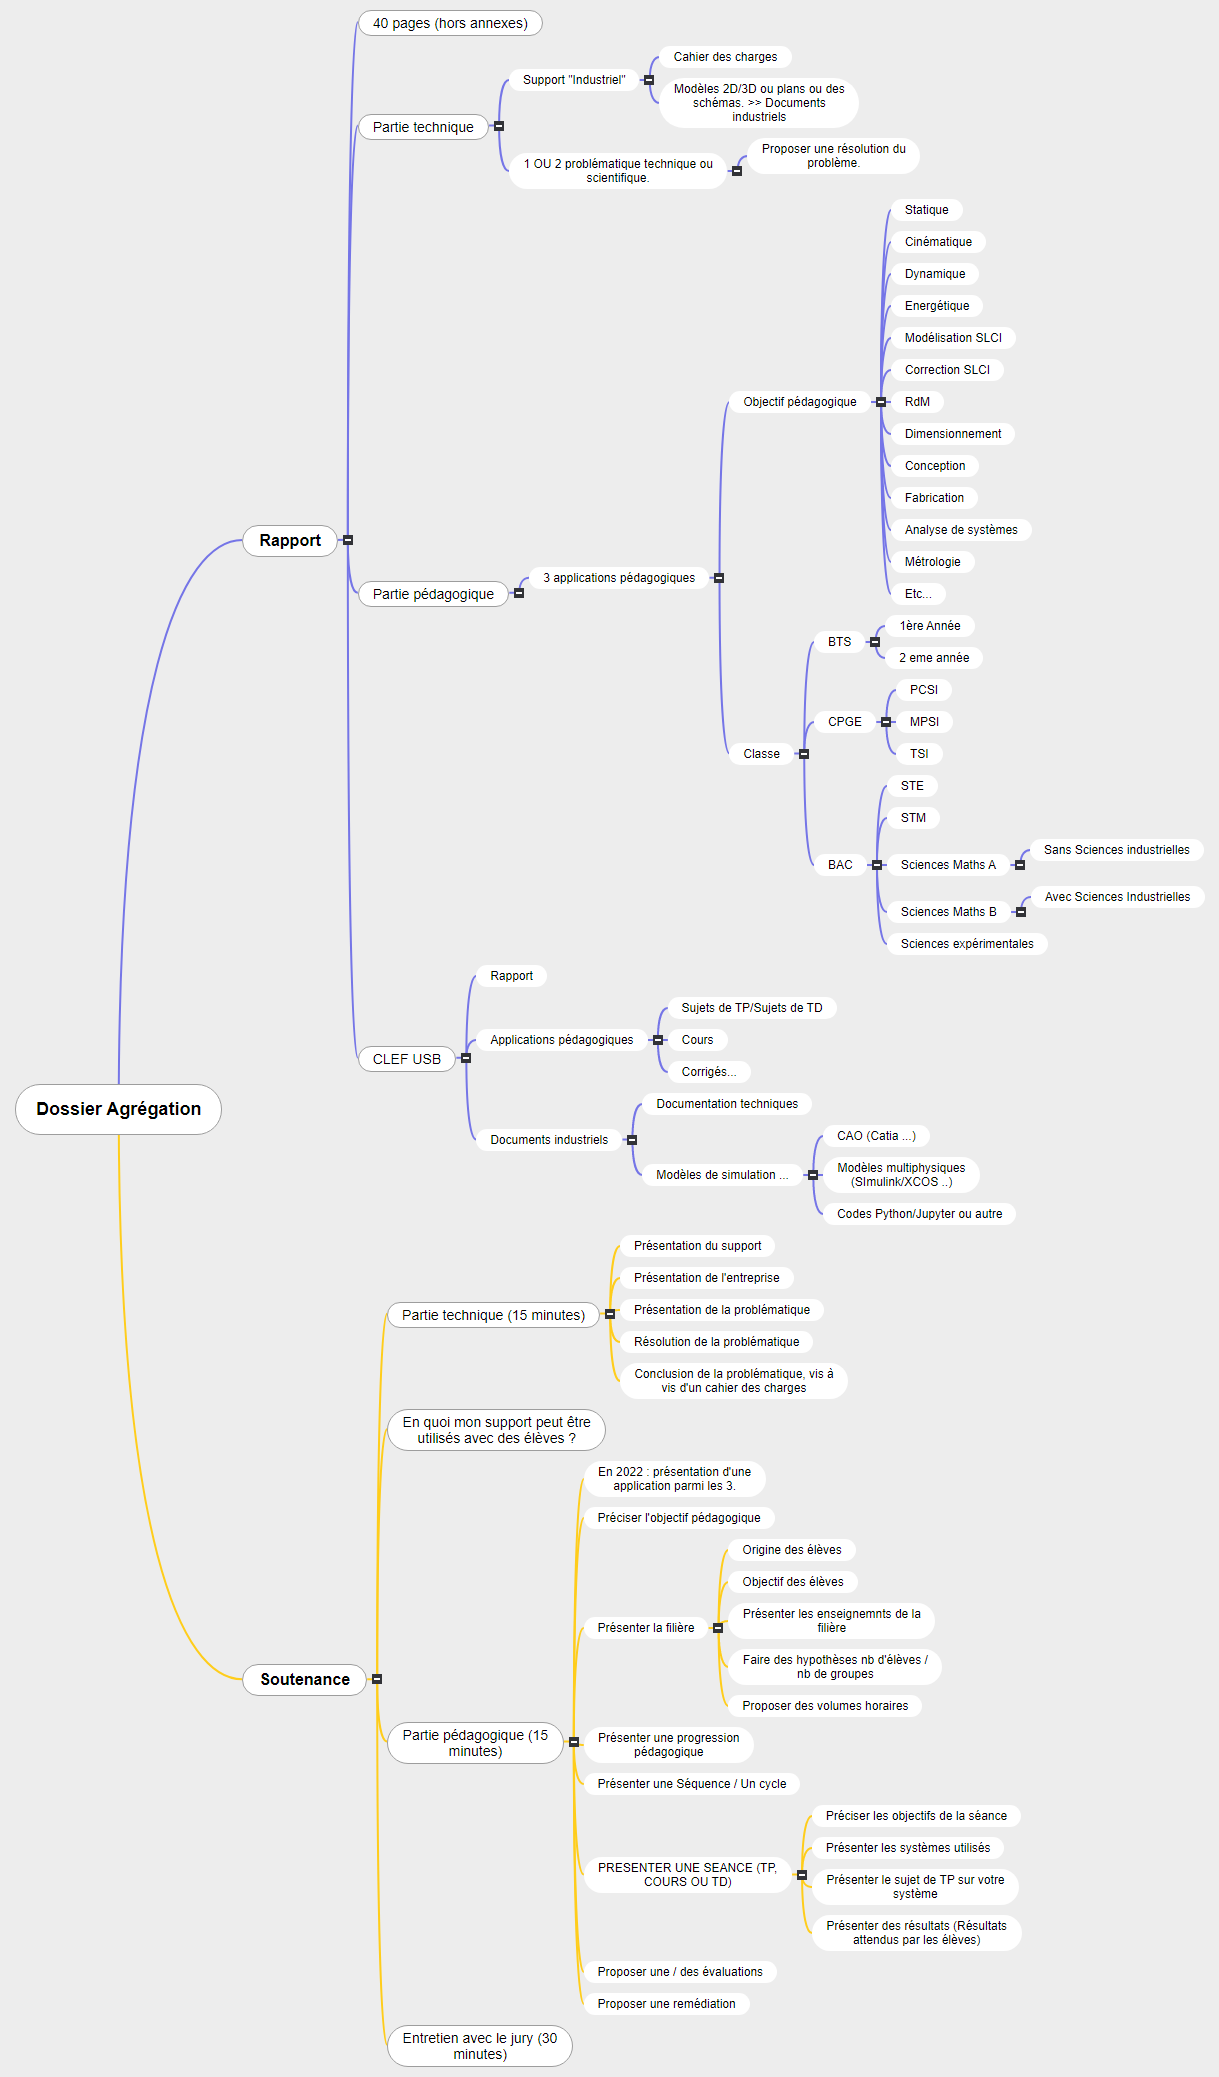 40 pages (hors annexes)
Cahier des charges
Support "Industriel"
Modèles 2D/3D ou plans ou des
schémas. >> Documents
industriels
Partie technique
Proposer une résolution du
problème.
1 OU 2 problématique technique ou
scientifique.
Statique
Cinématique
Dynamique
Energétique
Modélisation SLCI
Correction SLCI
Objectif pédagogique
RdM
Dimensionnement
Conception
Fabrication
Analyse de systèmes
Rapport
Métrologie
3 applications pédagogiques
Partie pédagogique
Etc...
1ère Année
BTS
2 eme année
PCSI
CPGE
MPSI
Classe
TSI
STE
STM
Sans Sciences industrielles
BAC
Sciences Maths A
Avec Sciences Industrielles
Sciences Maths B
Sciences expérimentales
Rapport
Sujets de TP/Sujets de TD
Applications pédagogiques
Cours
CLEF USB
Corrigés...
Documentation techniques
Dossier Agrégation
Documents industriels
CAO (Catia ...)
Modèles de simulation ...
Modèles multiphysiques
(SImulink/XCOS ..)
Codes Python/Jupyter ou autre
Présentation du support
Présentation de l'entreprise
Partie technique (15 minutes)
Présentation de la problématique
Résolution de la problématique
Conclusion de la problématique, vis à
vis d'un cahier des charges
En quoi mon support peut être
utilisés avec des élèves ?
En 2022 : présentation d'une
application parmi les 3.
Préciser l'objectif pédagogique
Origine des élèves
Objectif des élèves
Présenter la filière
Présenter les enseignemnts de la
filière
Faire des hypothèses nb d'élèves /
nb de groupes
Soutenance
Proposer des volumes horaires
Partie pédagogique (15
minutes)
Présenter une progression
pédagogique
Présenter une Séquence / Un cycle
Préciser les objectifs de la séance
Présenter les systèmes utilisés
PRESENTER UNE SEANCE (TP,
COURS OU TD)
Présenter le sujet de TP sur votre
système
Présenter des résultats (Résultats
attendus par les élèves)
Proposer une / des évaluations
Proposer une remédiation
Entretien avec le jury (30
minutes)